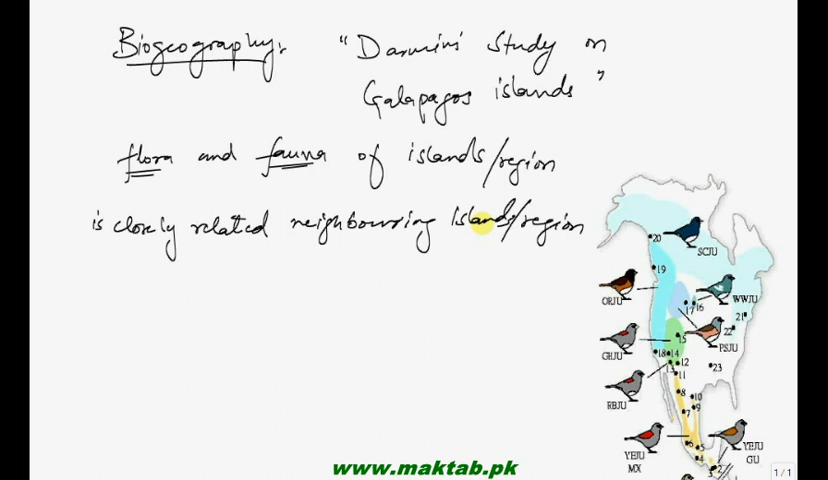 Biogeography: "Darwin's study on
Galapagos islands"
flora and fauna of islands/region
is closely related neighbouring islands/region
20
SCJU
19
ORJU
17 16
WWJU
21
22
15
PSJU
GHJU
18 14
12
13
11
23
RBJU
8
10
9
7
YEJU
MX
6
5
4
YEJU
GU
3 2
www.maktab.pk
1/1